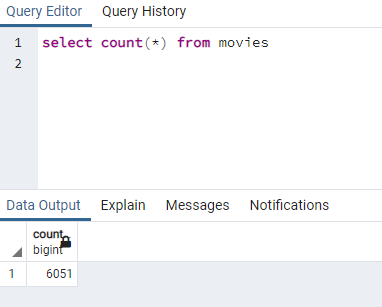 Query Editor Query History
1 select count(*) from movies
2
Data Output Explain Messages Notifications
count
bigint
1 6051